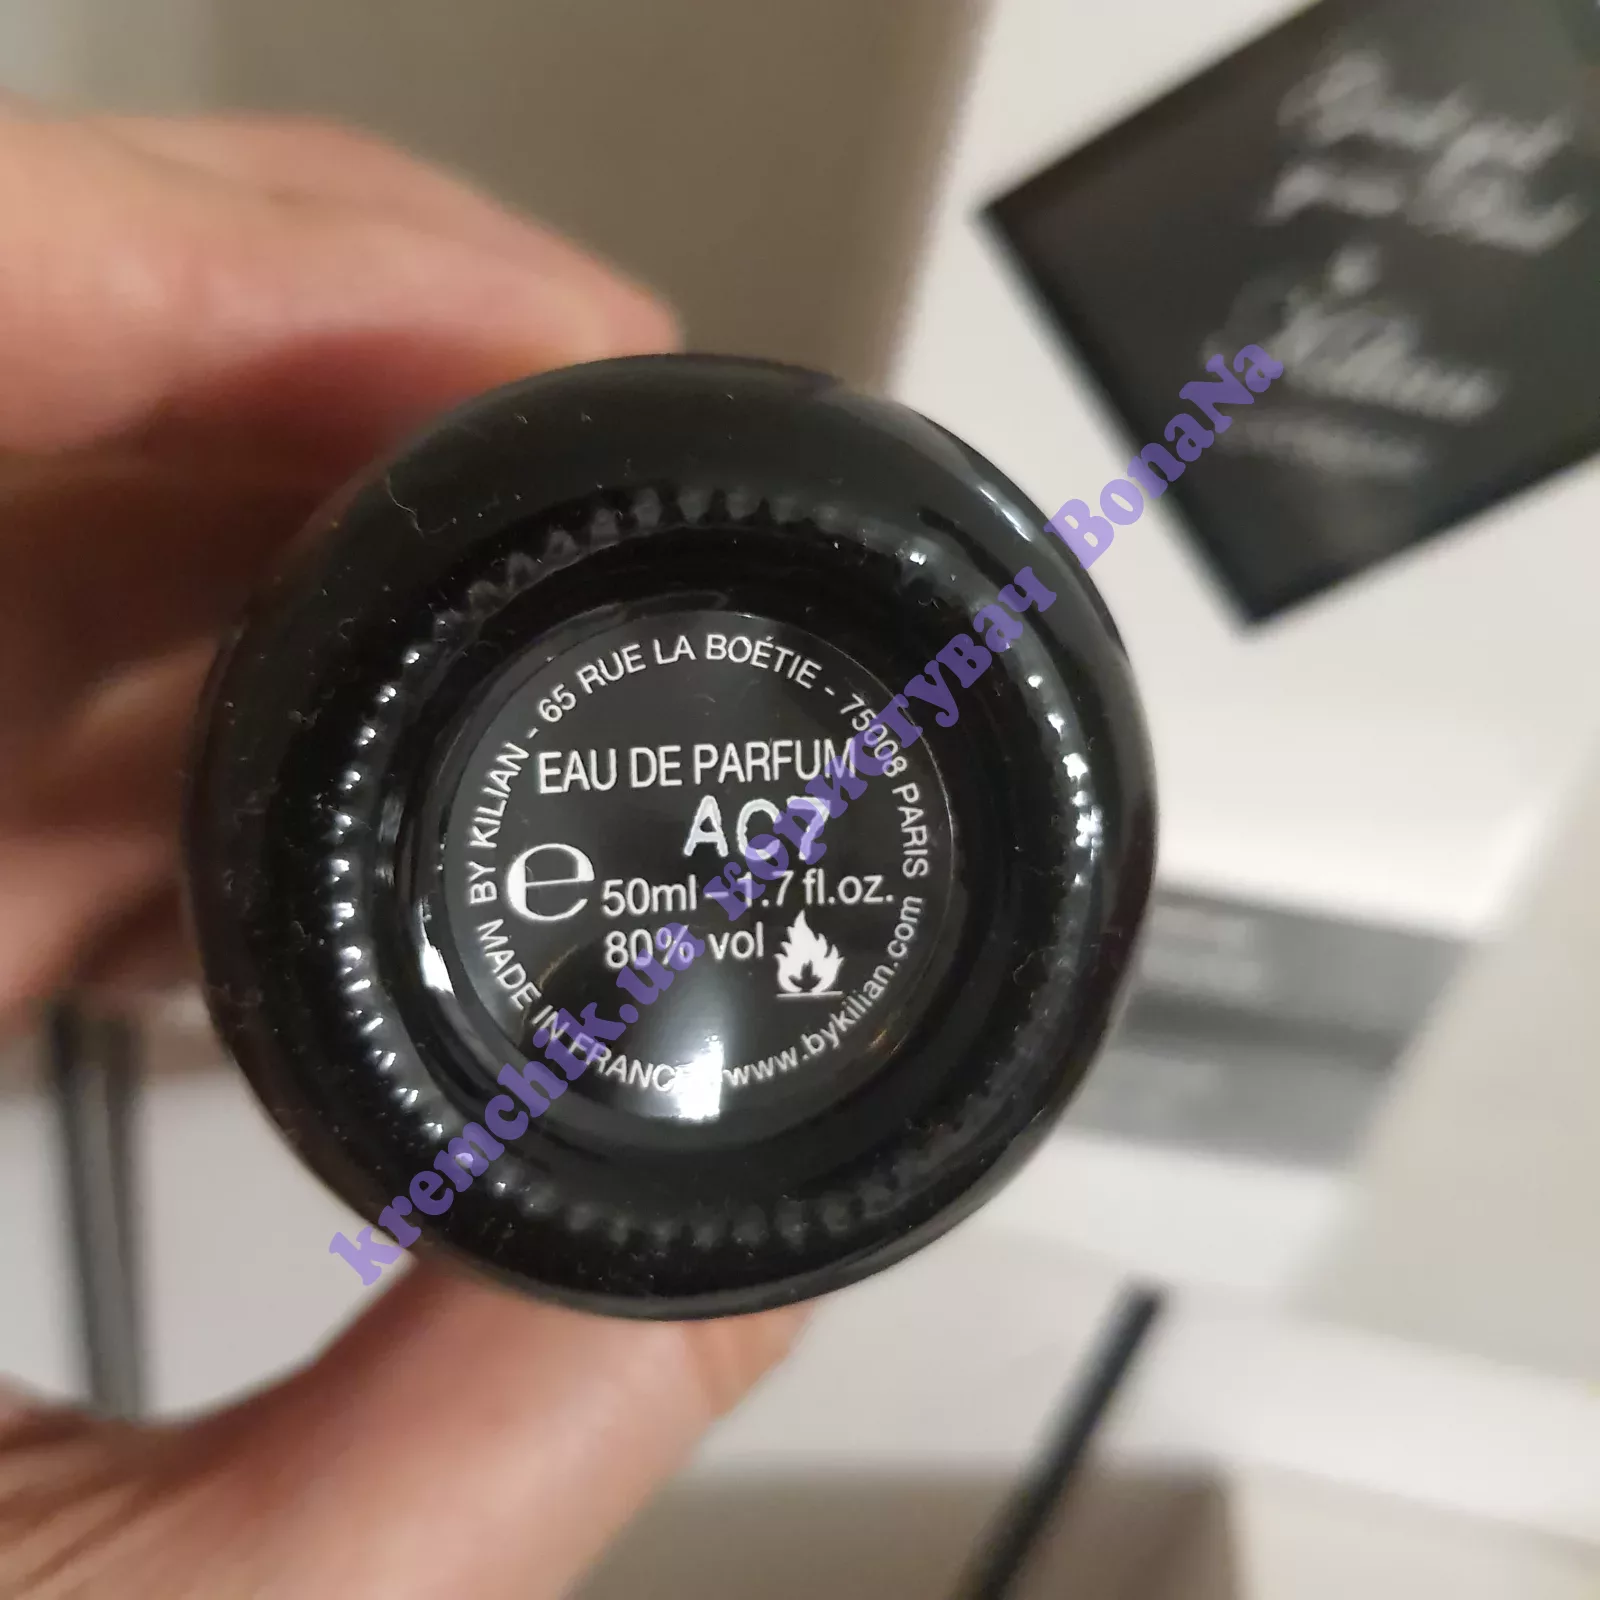 BY KILIAN - 65 RUE LA BOÉTIE - 75008 PARIS
EAU DE PARFUM
AC7
e 50ml - 1.7 fl.oz.
80% vol
MADE IN FRANCE www.bykilian.com
kremchik.ua користувач BonaNa
Kilian